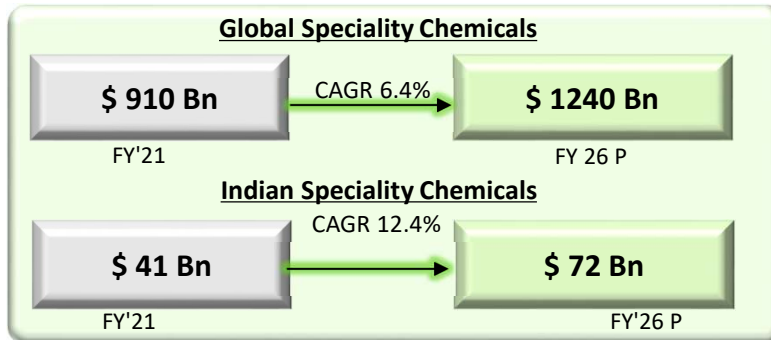 Global Speciality Chemicals
$ 910 Bn
CAGR 6.4%
$ 1240 Bn
FY'21
FY 26 P
Indian Speciality Chemicals
CAGR 12.4%
$ 41 Bn
$ 72 Bn
FY'21
FY'26 P